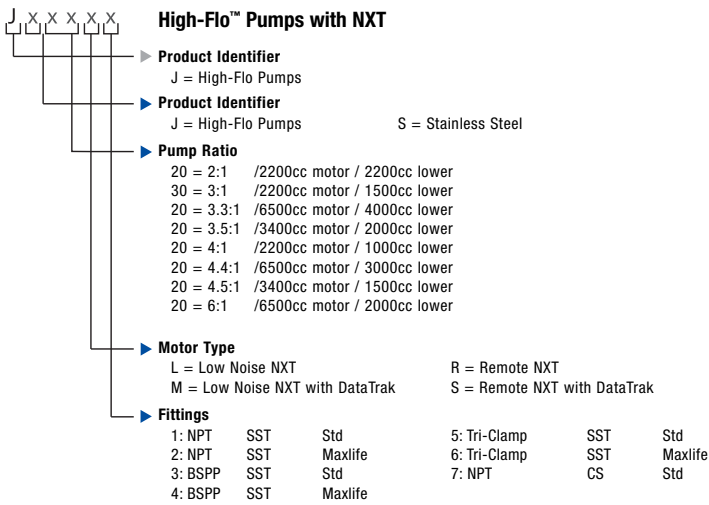 J X X X X X
High-Flo™ Pumps with NXT
Product Identifier
J = High-Flo Pumps
Product Identifier
J = High-Flo Pumps S = Stainless Steel
Pump Ratio
20 = 2:1 /2200cc motor / 2200cc lower
30 = 3:1 /2200cc motor / 1500cc lower
20 = 3.3:1 /6500cc motor / 4000cc lower
20 = 3.5:1 /3400cc motor / 2000cc lower
20 = 4:1 /2200cc motor / 1000cc lower
20 = 4.4:1 /6500cc motor / 3000cc lower
20 = 4.5:1 /3400cc motor / 1500cc lower
20 = 6:1 /6500cc motor / 2000cc lower
Motor Type
L = Low Noise NXT R = Remote NXT
M = Low Noise NXT with DataTrak S = Remote NXT with DataTrak
Fittings
1: NPT SST Std 5: Tri-Clamp SST Std
2: NPT SST Maxlife 6: Tri-Clamp SST Maxlife
3: BSPP SST Std 7: NPT CS Std
4: BSPP SST Maxlife